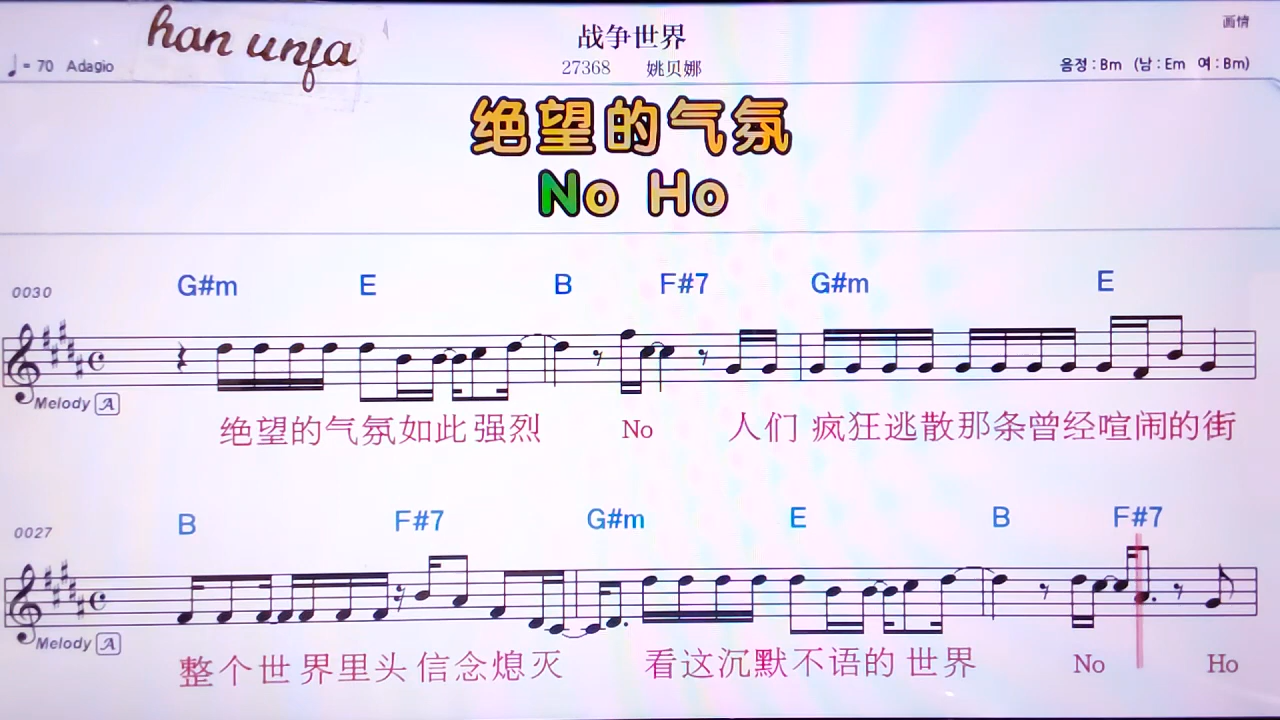 han unfa
战争世界
画情
♩= 70 Adagio
27368 姚贝娜
음정 : Bm (남 : Em 여 : Bm)
绝望的气氛
No Ho
0030
G#m E B F#7 G#m E
Melody A
绝望的气氛如此强烈 No 人们 疯狂逃散那条曾经喧闹的街
0027
B F#7 G#m E B F#7
Melody A
整个世界里头 信念熄灭 看这沉默不语的世界 No Ho